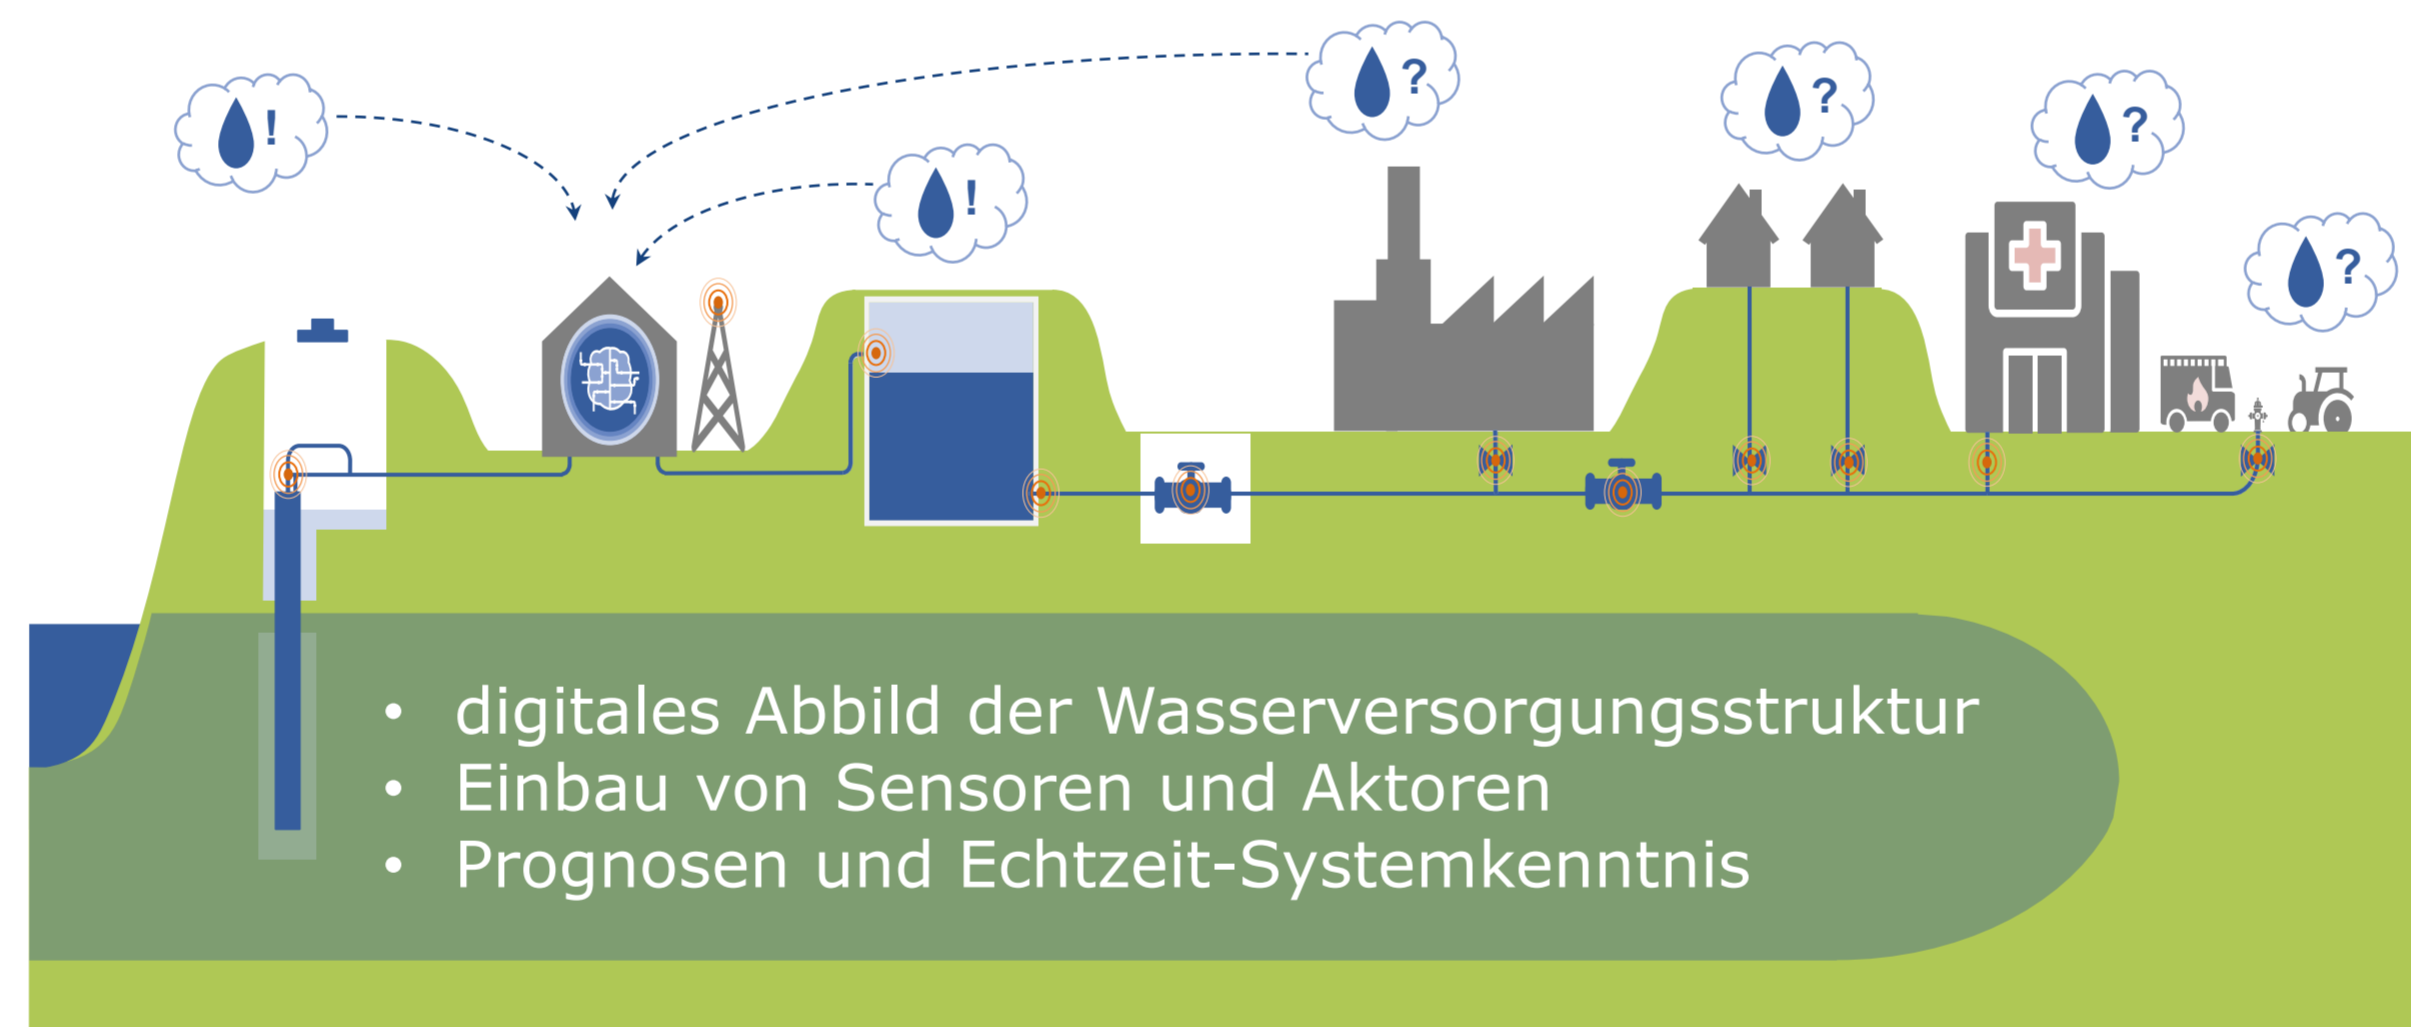 !
?
?
?
!
?
• digitales Abbild der Wasserversorgungsstruktur
• Einbau von Sensoren und Aktoren
• Prognosen und Echtzeit-Systemkenntnis